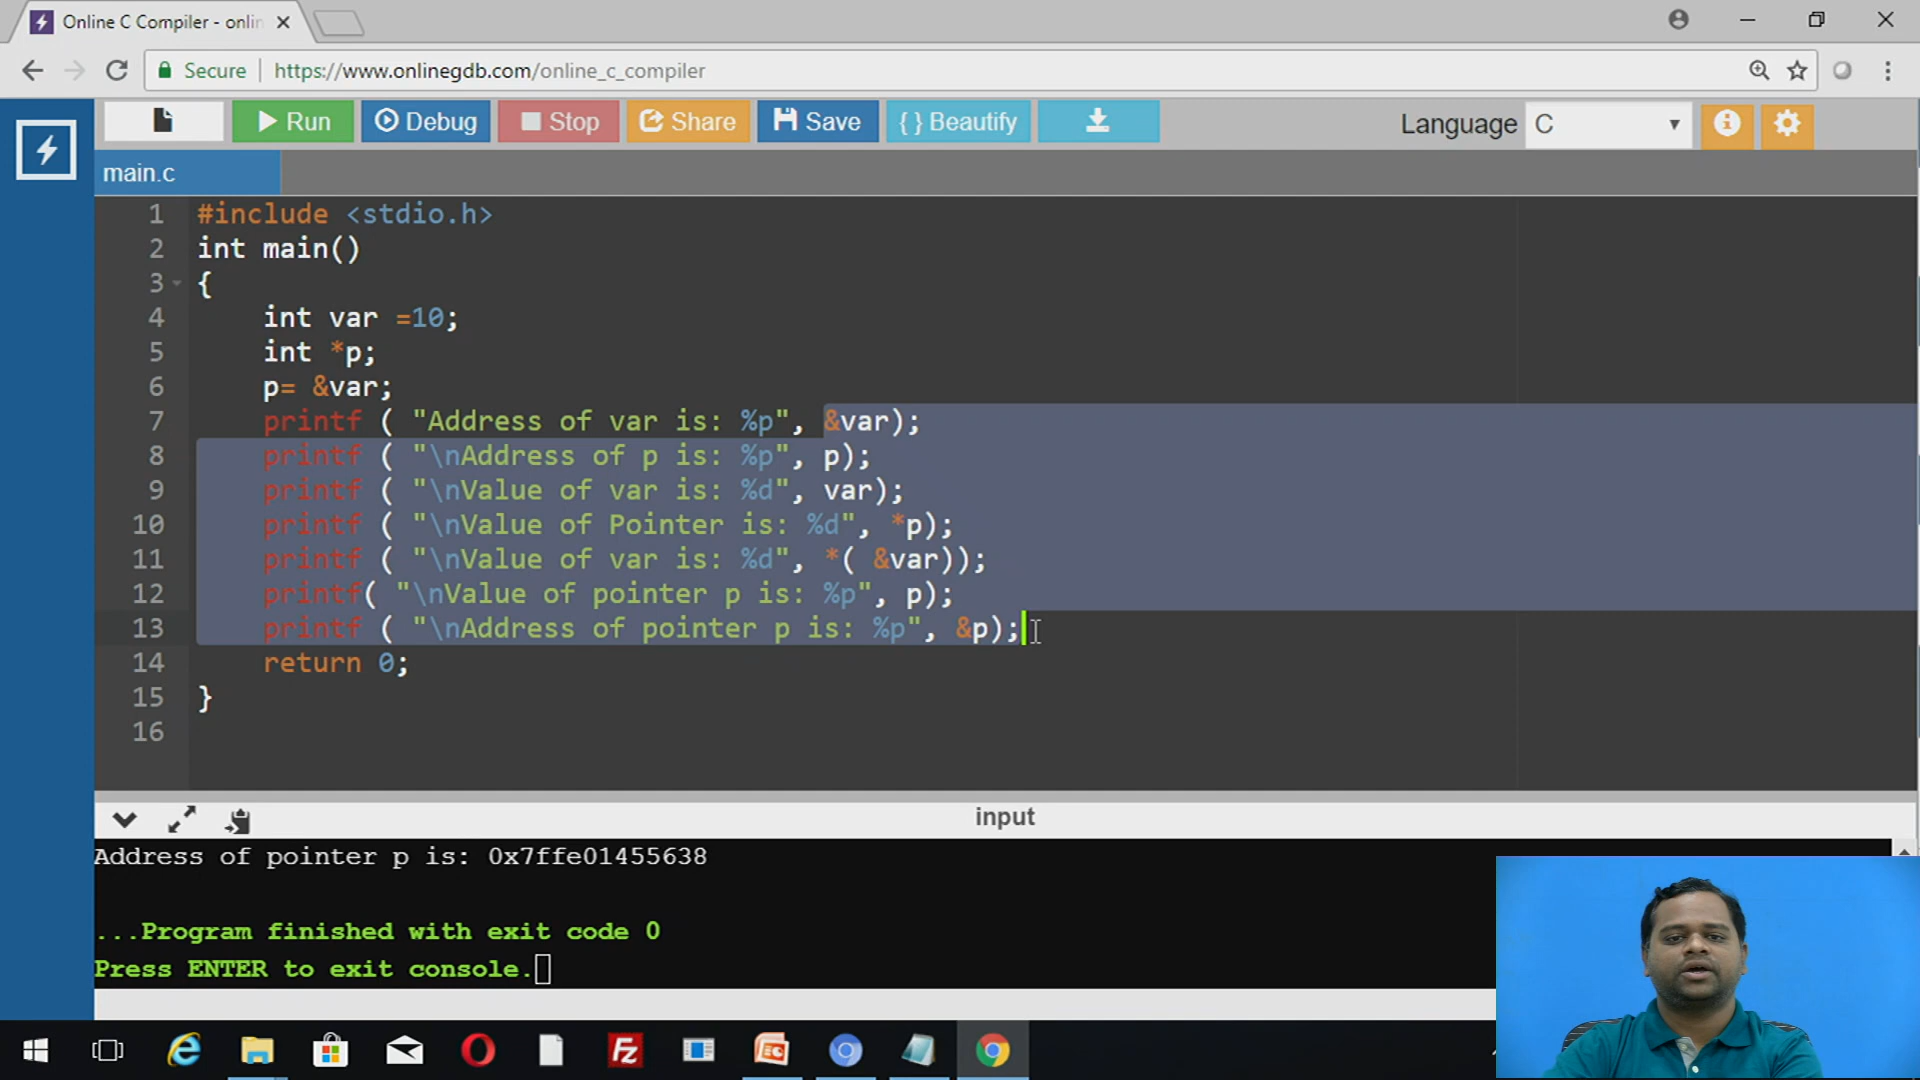 Online C Compiler - onlin
Secure https://www.onlinegdb.com/online_c_compiler
Run Debug Stop Share Save { } Beautify Language C
main.c
1 #include <stdio.h>
2 int main()
3 {
4 int var =10;
5 int *p;
6 p= &var;
7 printf ( "Address of var is: %p", &var);
8 printf ( "\nAddress of p is: %p", p);
9 printf ( "\nValue of var is: %d", var);
10 printf ( "\nValue of Pointer is: %d", *p);
11 printf ( "\nValue of var is: %d", *( &var));
12 printf( "\nValue of pointer p is: %p", p);
13 printf ( "\nAddress of pointer p is: %p", &p);
14 return 0;
15 }
16
input
Address of pointer p is: 0x7ffe01455638
...Program finished with exit code 0
Press ENTER to exit console.